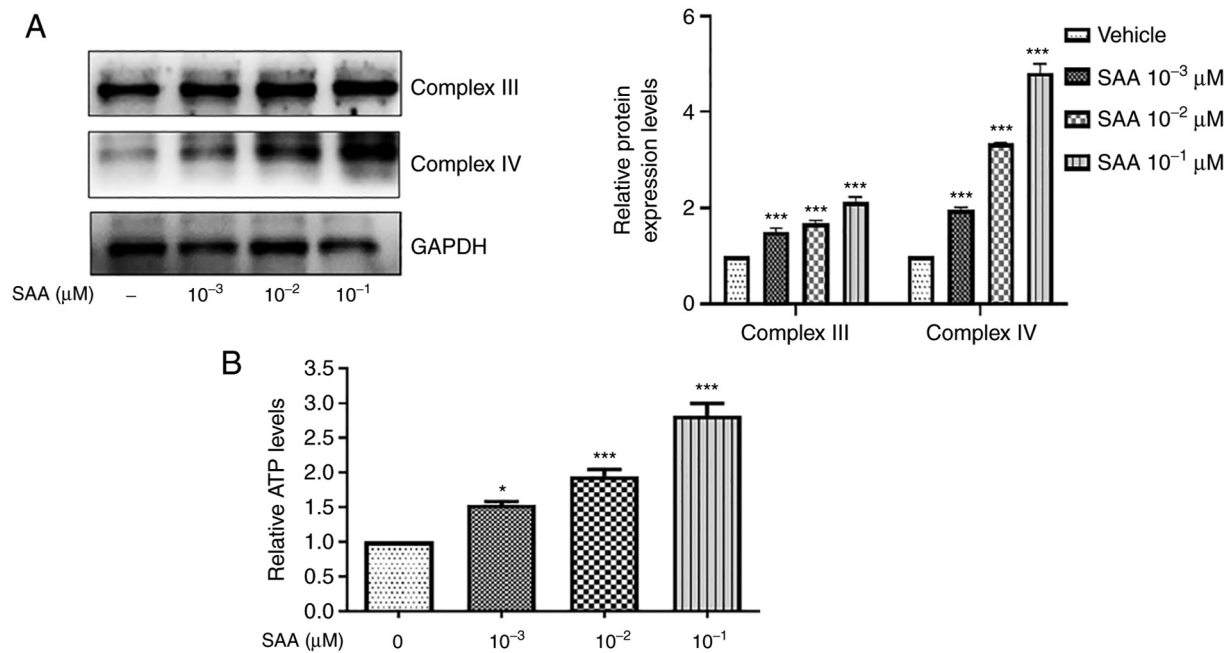 A
Complex III
Complex IV
GAPDH
SAA (μM) – 10⁻³ 10⁻² 10⁻¹
Relative protein
expression levels
6
4
2
0
*** *** *** *** *** ***
Complex III Complex IV
Vehicle
SAA 10⁻³ μM
SAA 10⁻² μM
SAA 10⁻¹ μM
B
Relative ATP levels
3.5
3.0
2.5
2.0
1.5
1.0
0.5
0.0
* *** ***
SAA (μM) 0 10⁻³ 10⁻² 10⁻¹